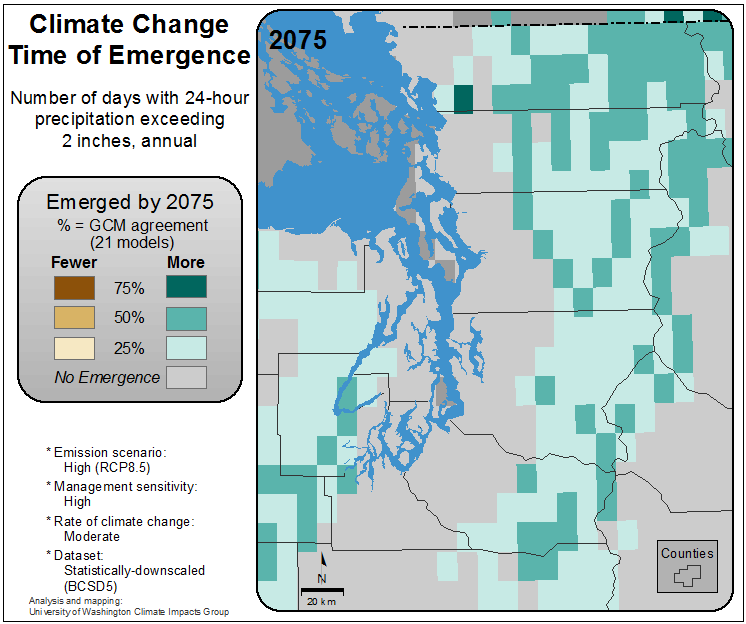 Climate Change
Time of Emergence
Number of days with 24-hour
precipitation exceeding
2 inches, annual
Emerged by 2075
% = GCM agreement
(21 models)
Fewer More
75%
50%
25%
No Emergence
* Emission scenario:
High (RCP8.5)
* Management sensitivity:
High
* Rate of climate change:
Moderate
* Dataset:
Statistically-downscaled
(BCSD5)
Analysis and mapping:
University of Washington Climate Impacts Group
2075
N
20 km
Counties